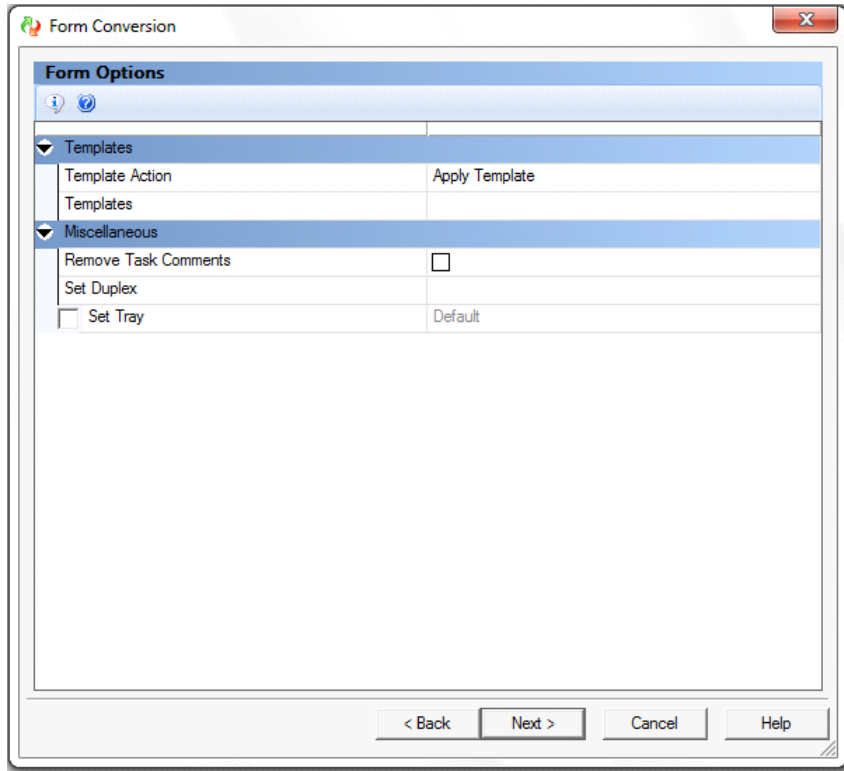 Form Conversion
Form Options
Templates
Template Action Apply Template
Templates
Miscellaneous
Remove Task Comments
Set Duplex
Set Tray Default
< Back Next > Cancel Help